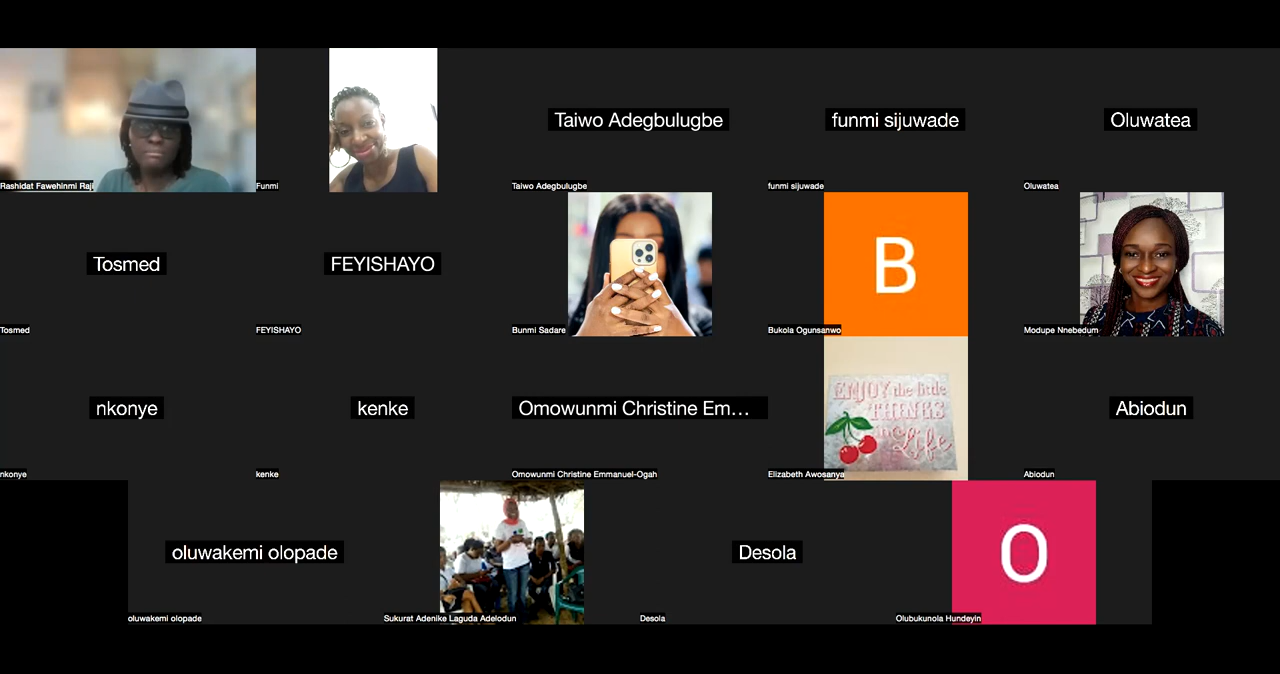 Taiwo Adegbulugbe
funmi sijuwade
Oluwatea
Rashidat Fawehinmi Raji
Funmi
Taiwo Adegbulugbe
funmi sijuwade
Oluwatea
Tosmed
FEYISHAYO
B
Tosmed
FEYISHAYO
Bunmi Sadare
Bukola Ogunsanwo
Modupe Nnebedum
nkonye
kenke
Omowunmi Christine Em...
ENJOY the little
THINGS
in
Life
Abiodun
nkonye
kenke
Omowunmi Christine Emmanuel-Ogah
Elizabeth Awosanya
Abiodun
oluwakemi olopade
Desola
O
oluwakemi olopade
Sukurat Adenike Laguda Adelodun
Desola
Olubukunola Hundeyin